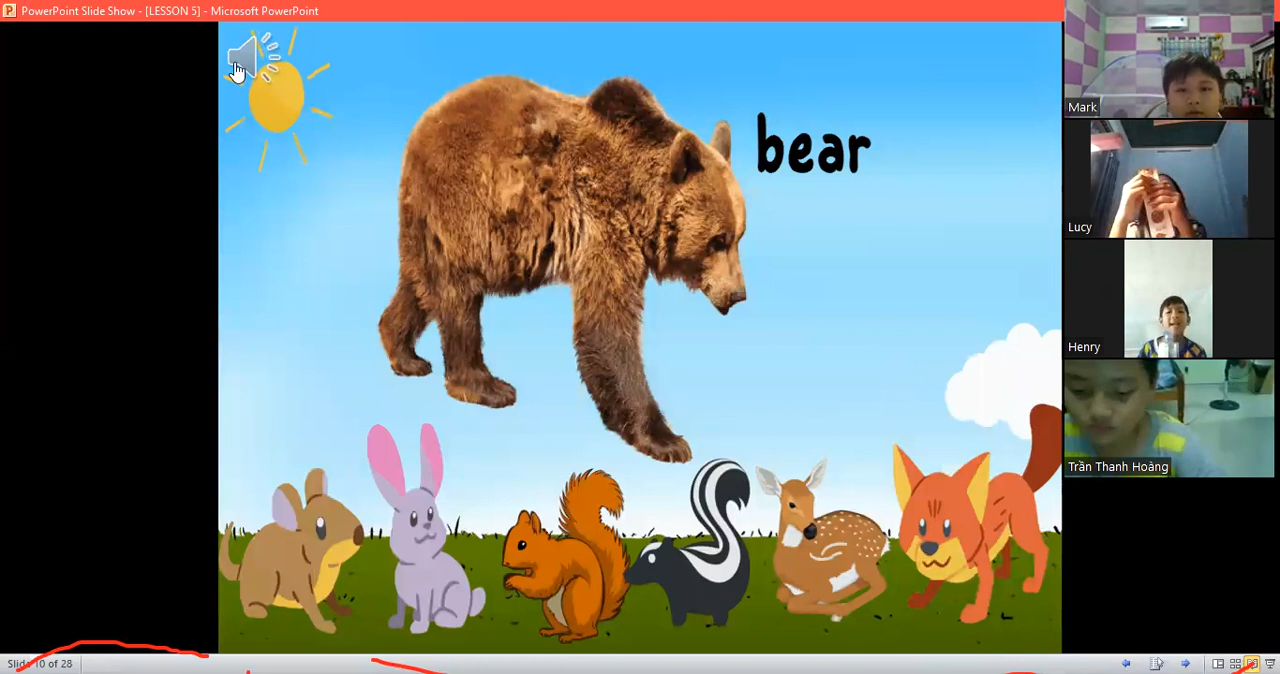 PowerPoint Slide Show - [LESSON 5] - Microsoft PowerPoint
bear
Mark
Lucy
Henry
Trần Thanh Hoàng
Slide 10 of 28